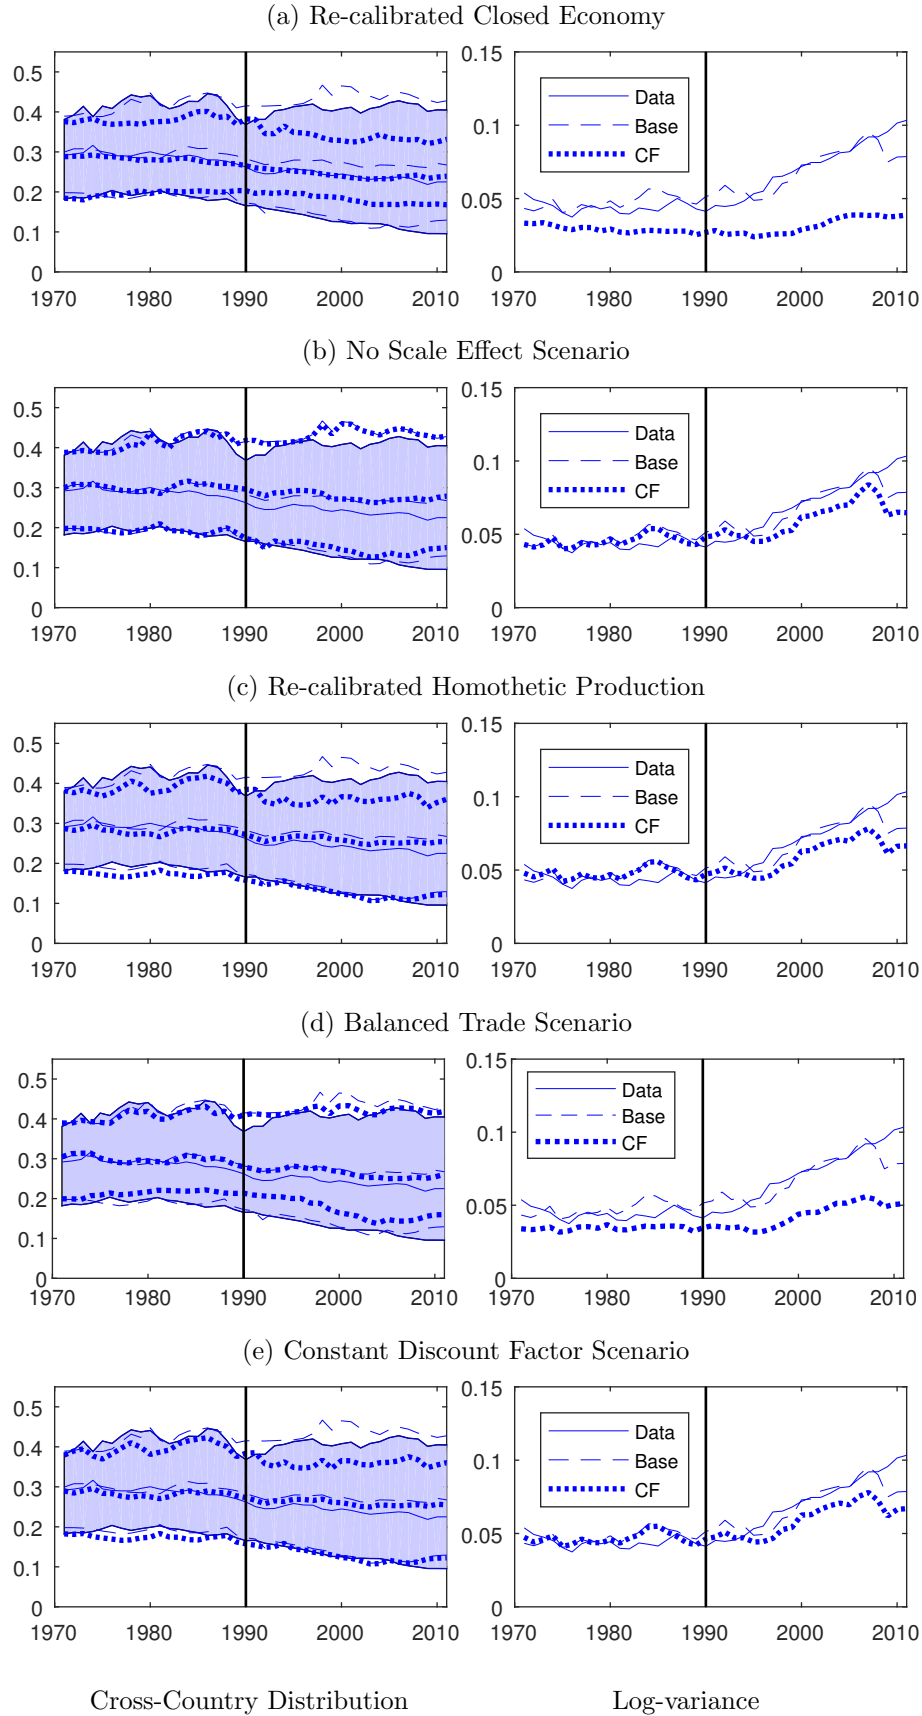 (a) Re-calibrated Closed Economy
0.5
0.4
0.3
0.2
0.1
0
1970 1980 1990 2000 2010
0.15
0.1
0.05
0
1970 1980 1990 2000 2010
Data
Base
CF
(b) No Scale Effect Scenario
0.5
0.4
0.3
0.2
0.1
0
1970 1980 1990 2000 2010
0.15
0.1
0.05
0
1970 1980 1990 2000 2010
Data
Base
CF
(c) Re-calibrated Homothetic Production
0.5
0.4
0.3
0.2
0.1
0
1970 1980 1990 2000 2010
0.15
0.1
0.05
0
1970 1980 1990 2000 2010
Data
Base
CF
(d) Balanced Trade Scenario
0.5
0.4
0.3
0.2
0.1
0
1970 1980 1990 2000 2010
0.15
0.1
0.05
0
1970 1980 1990 2000 2010
Data
Base
CF
(e) Constant Discount Factor Scenario
0.5
0.4
0.3
0.2
0.1
0
1970 1980 1990 2000 2010
0.15
0.1
0.05
0
1970 1980 1990 2000 2010
Data
Base
CF
Cross-Country Distribution
Log-variance